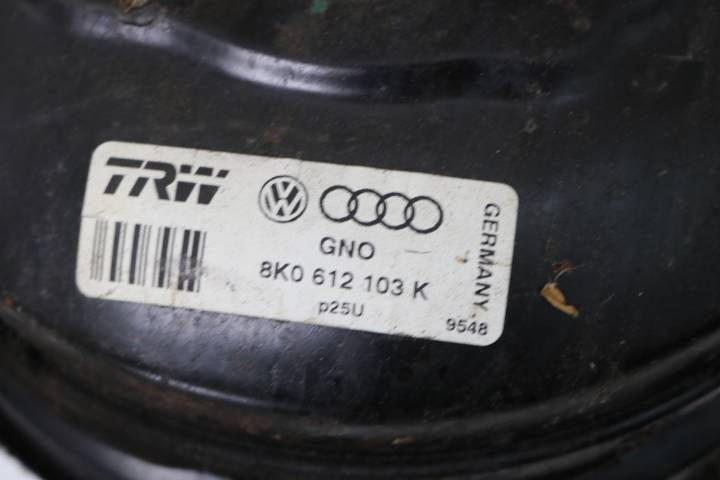 TRW
GNO
8K0 612 103 K
p25U
GERMANY.
9548